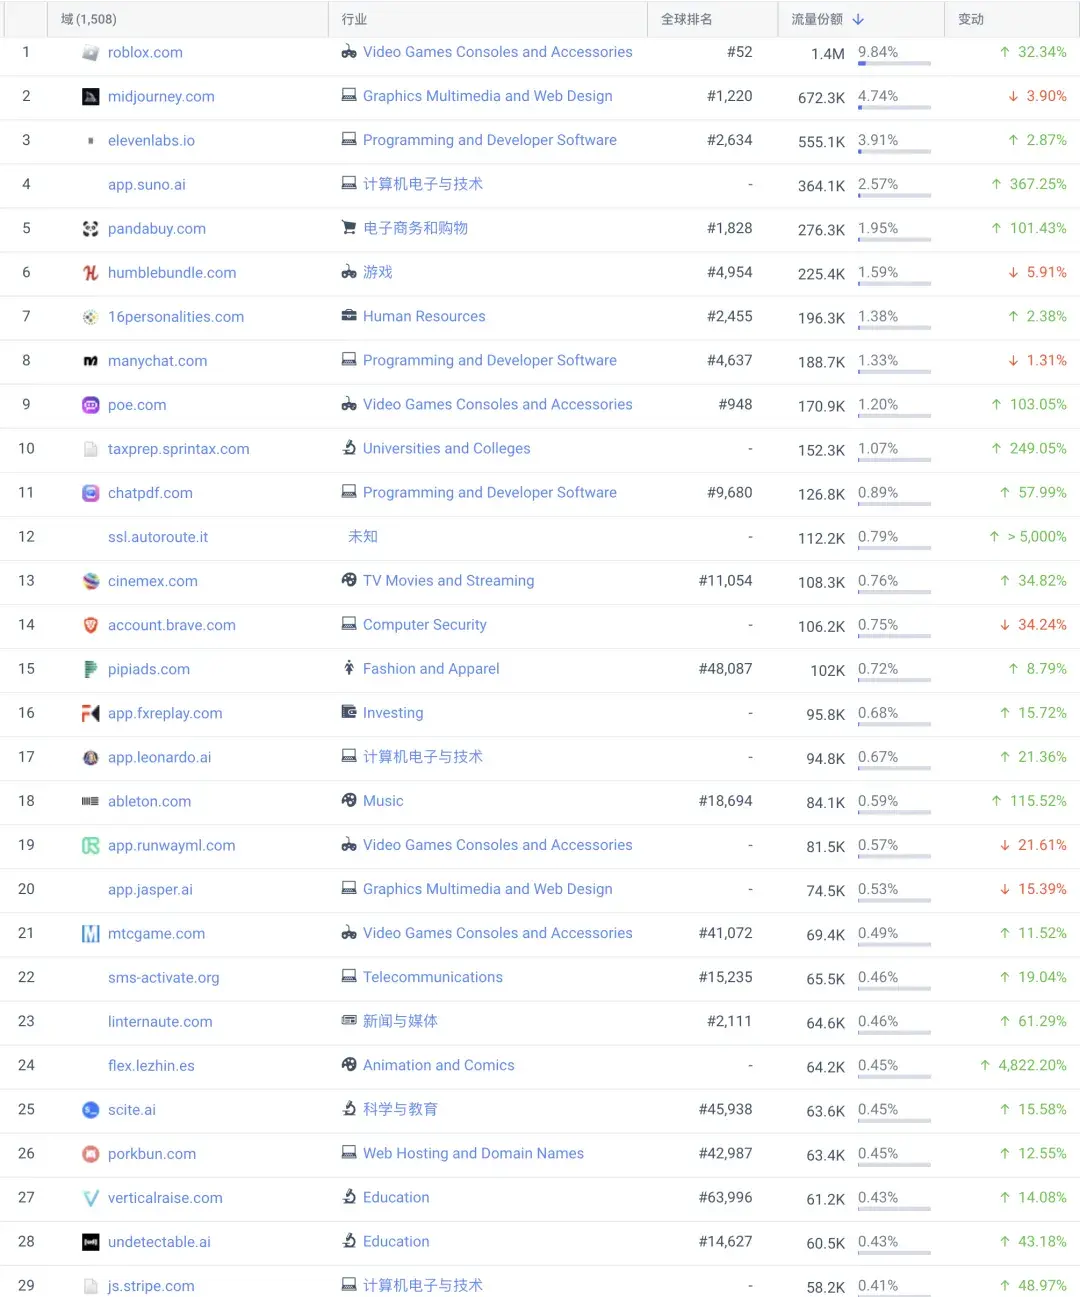 域 (1,508) 行业 全球排名 流量份额 ↓ 变动
1 roblox.com Video Games Consoles and Accessories #52 1.4M 9.84% ↑ 32.34%
2 midjourney.com Graphics Multimedia and Web Design #1,220 672.3K 4.74% ↓ 3.90%
3 elevenlabs.io Programming and Developer Software #2,634 555.1K 3.91% ↑ 2.87%
4 app.suno.ai 计算机电子与技术 - 364.1K 2.57% ↑ 367.25%
5 pandabuy.com 电子商务和购物 #1,828 276.3K 1.95% ↑ 101.43%
6 humblebundle.com 游戏 #4,954 225.4K 1.59% ↓ 5.91%
7 16personalities.com Human Resources #2,455 196.3K 1.38% ↑ 2.38%
8 manychat.com Programming and Developer Software #4,637 188.7K 1.33% ↓ 1.31%
9 poe.com Video Games Consoles and Accessories #948 170.9K 1.20% ↑ 103.05%
10 taxprep.sprintax.com Universities and Colleges - 152.3K 1.07% ↑ 249.05%
11 chatpdf.com Programming and Developer Software #9,680 126.8K 0.89% ↑ 57.99%
12 ssl.autoroute.it 未知 - 112.2K 0.79% ↑ > 5,000%
13 cinemex.com TV Movies and Streaming #11,054 108.3K 0.76% ↑ 34.82%
14 account.brave.com Computer Security - 106.2K 0.75% ↓ 34.24%
15 pipiads.com Fashion and Apparel #48,087 102K 0.72% ↑ 8.79%
16 app.fxreplay.com Investing - 95.8K 0.68% ↑ 15.72%
17 app.leonardo.ai 计算机电子与技术 - 94.8K 0.67% ↑ 21.36%
18 ableton.com Music #18,694 84.1K 0.59% ↑ 115.52%
19 app.runwayml.com Video Games Consoles and Accessories - 81.5K 0.57% ↓ 21.61%
20 app.jasper.ai Graphics Multimedia and Web Design - 74.5K 0.53% ↓ 15.39%
21 mtcgame.com Video Games Consoles and Accessories #41,072 69.4K 0.49% ↑ 11.52%
22 sms-activate.org Telecommunications #15,235 65.5K 0.46% ↑ 19.04%
23 linternaute.com 新闻与媒体 #2,111 64.6K 0.46% ↑ 61.29%
24 flex.lezhin.es Animation and Comics - 64.2K 0.45% ↑ 4,822.20%
25 scite.ai 科学与教育 #45,938 63.6K 0.45% ↑ 15.58%
26 porkbun.com Web Hosting and Domain Names #42,987 63.4K 0.45% ↑ 12.55%
27 verticalraise.com Education #63,996 61.2K 0.43% ↑ 14.08%
28 undetectable.ai Education #14,627 60.5K 0.43% ↑ 43.18%
29 js.stripe.com 计算机电子与技术 - 58.2K 0.41% ↑ 48.97%